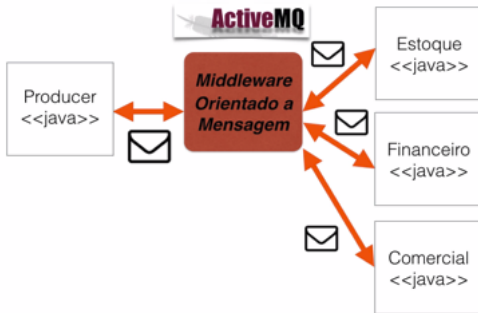 ActiveMQ
Producer
<<java>>
Middleware
Orientado a
Mensagem
Estoque
<<java>>
Financeiro
<<java>>
Comercial
<<java>>